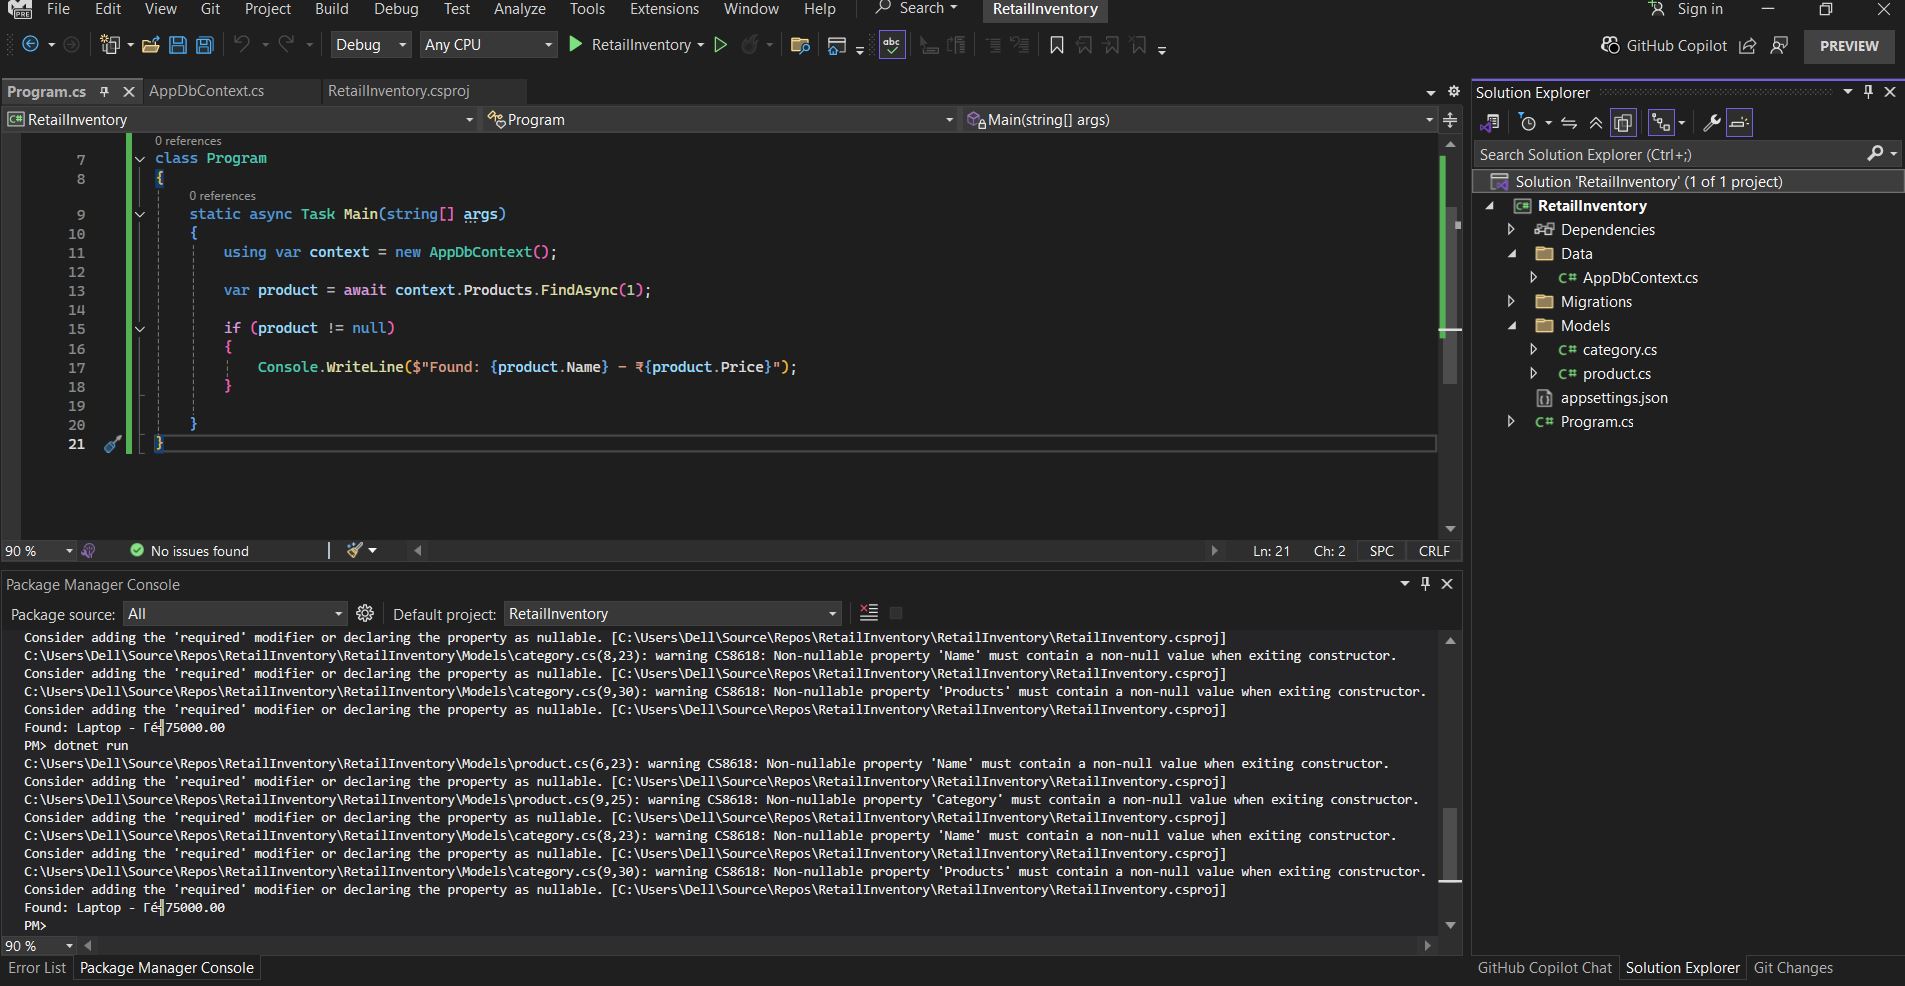 File Edit View Git Project Build Debug Test Analyze Tools Extensions Window Help Search RetailInventory Sign in
Debug Any CPU RetailInventory GitHub Copilot PREVIEW
Program.cs AppDbContext.cs RetailInventory.csproj
RetailInventory Program Main(string[] args)
0 references
7 class Program
8 {
0 references
9 static async Task Main(string[] args)
10 {
11 using var context = new AppDbContext();
12
13 var product = await context.Products.FindAsync(1);
14
15 if (product != null)
16 {
17 Console.WriteLine($"Found: {product.Name} - ₹{product.Price}");
18 }
19
20 }
21 }
90 % No issues found Ln: 21 Ch: 2 SPC CRLF
Package Manager Console
Package source: All Default project: RetailInventory
Consider adding the 'required' modifier or declaring the property as nullable. [C:\Users\Dell\Source\Repos\RetailInventory\RetailInventory\RetailInventory.csproj]
C:\Users\Dell\Source\Repos\RetailInventory\RetailInventory\Models\category.cs(8,23): warning CS8618: Non-nullable property 'Name' must contain a non-null value when exiting constructor.
Consider adding the 'required' modifier or declaring the property as nullable. [C:\Users\Dell\Source\Repos\RetailInventory\RetailInventory\RetailInventory.csproj]
C:\Users\Dell\Source\Repos\RetailInventory\RetailInventory\Models\category.cs(9,30): warning CS8618: Non-nullable property 'Products' must contain a non-null value when exiting constructor.
Consider adding the 'required' modifier or declaring the property as nullable. [C:\Users\Dell\Source\Repos\RetailInventory\RetailInventory\RetailInventory.csproj]
Found: Laptop - Γé╣75000.00
PM> dotnet run
C:\Users\Dell\Source\Repos\RetailInventory\RetailInventory\Models\product.cs(6,23): warning CS8618: Non-nullable property 'Name' must contain a non-null value when exiting constructor.
Consider adding the 'required' modifier or declaring the property as nullable. [C:\Users\Dell\Source\Repos\RetailInventory\RetailInventory\RetailInventory.csproj]
C:\Users\Dell\Source\Repos\RetailInventory\RetailInventory\Models\product.cs(9,25): warning CS8618: Non-nullable property 'Category' must contain a non-null value when exiting constructor.
Consider adding the 'required' modifier or declaring the property as nullable. [C:\Users\Dell\Source\Repos\RetailInventory\RetailInventory\RetailInventory.csproj]
C:\Users\Dell\Source\Repos\RetailInventory\RetailInventory\Models\category.cs(8,23): warning CS8618: Non-nullable property 'Name' must contain a non-null value when exiting constructor.
Consider adding the 'required' modifier or declaring the property as nullable. [C:\Users\Dell\Source\Repos\RetailInventory\RetailInventory\RetailInventory.csproj]
C:\Users\Dell\Source\Repos\RetailInventory\RetailInventory\Models\category.cs(9,30): warning CS8618: Non-nullable property 'Products' must contain a non-null value when exiting constructor.
Consider adding the 'required' modifier or declaring the property as nullable. [C:\Users\Dell\Source\Repos\RetailInventory\RetailInventory\RetailInventory.csproj]
Found: Laptop - Γé╣75000.00
PM>
90 %
Error List Package Manager Console
Solution Explorer
Search Solution Explorer (Ctrl+;)
Solution 'RetailInventory' (1 of 1 project)
RetailInventory
Dependencies
Data
AppDbContext.cs
Migrations
Models
category.cs
product.cs
appsettings.json
Program.cs
GitHub Copilot Chat Solution Explorer Git Changes